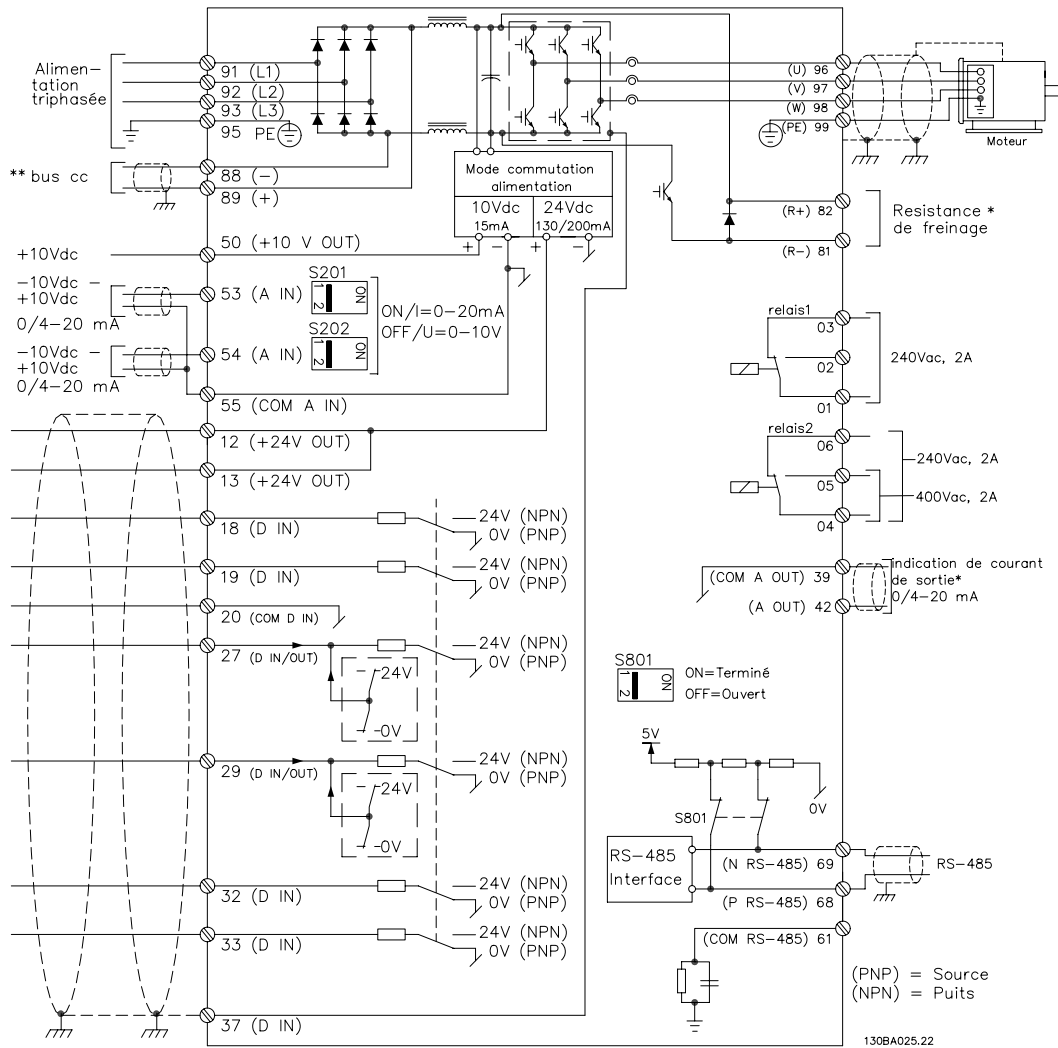 Alimen-
tation
triphasée
91 (L1)
92 (L2)
93 (L3)
95 PE
** bus cc
88 (-)
89 (+)
Mode commutation
alimentation
10Vdc
15mA
24Vdc
130/200mA
+ - + -
(U) 96
(V) 97
(W) 98
(PE) 99
Moteur
(R+) 82
(R-) 81
Resistance *
de freinage
+10Vdc
50 (+10 V OUT)
-10Vdc -
+10Vdc
0/4-20 mA
53 (A IN)
S201
1 2
ON
-10Vdc -
+10Vdc
0/4-20 mA
54 (A IN)
S202
1 2
ON
ON/I=0-20mA
OFF/U=0-10V
55 (COM A IN)
12 (+24V OUT)
13 (+24V OUT)
18 (D IN)
24V (NPN)
0V (PNP)
19 (D IN)
24V (NPN)
0V (PNP)
20 (COM D IN)
27 (D IN/OUT)
24V (NPN)
0V (PNP)
24V
0V
29 (D IN/OUT)
24V (NPN)
0V (PNP)
24V
0V
32 (D IN)
24V (NPN)
0V (PNP)
33 (D IN)
24V (NPN)
0V (PNP)
37 (D IN)
relais1
03
02
01
240Vac, 2A
relais2
06
05
04
240Vac, 2A
400Vac, 2A
(COM A OUT) 39
(A OUT) 42
indication de courant
de sortie*
0/4-20 mA
S801
1 2
ON
ON=Terminé
OFF=Ouvert
5V
0V
S801
RS-485
Interface
(N RS-485) 69
(P RS-485) 68
(COM RS-485) 61
RS-485
(PNP) = Source
(NPN) = Puits
130BA025.22